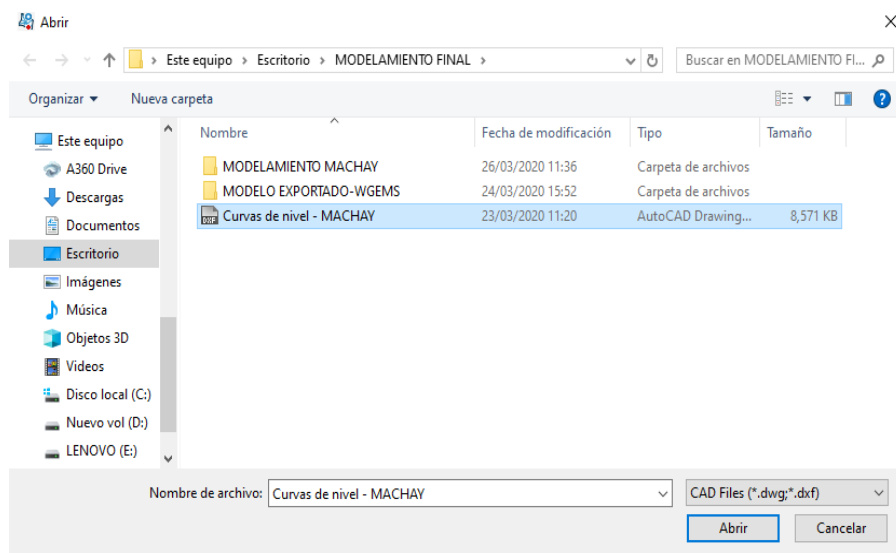 Abrir
Este equipo > Escritorio > MODELAMIENTO FINAL >
Buscar en MODELAMIENTO FI...
Organizar
Nueva carpeta
Nombre
Fecha de modificación
Tipo
Tamaño
Este equipo
A360 Drive
Descargas
Documentos
Escritorio
Imágenes
Música
Objetos 3D
Videos
Disco local (C:)
Nuevo vol (D:)
LENOVO (E:)
MODELAMIENTO MACHAY 26/03/2020 11:36 Carpeta de archivos
MODELO EXPORTADO-WGEMS 24/03/2020 15:52 Carpeta de archivos
DXF Curvas de nivel - MACHAY 23/03/2020 11:20 AutoCAD Drawing... 8,571 KB
Nombre de archivo: Curvas de nivel - MACHAY
CAD Files (*.dwg;*.dxf)
Abrir
Cancelar